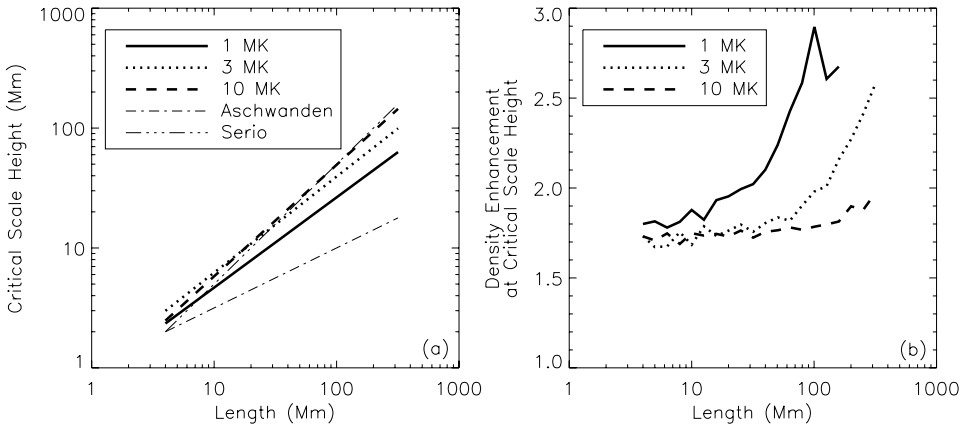 1000
100
10
1
Critical Scale Height (Mm)
1 MK
3 MK
10 MK
Aschwanden
Serio
(a)
1
10
100
1000
Length (Mm)
3.0
2.5
2.0
1.5
1.0
Density Enhancement
at Critical Scale Height
1 MK
3 MK
10 MK
(b)
1
10
100
1000
Length (Mm)